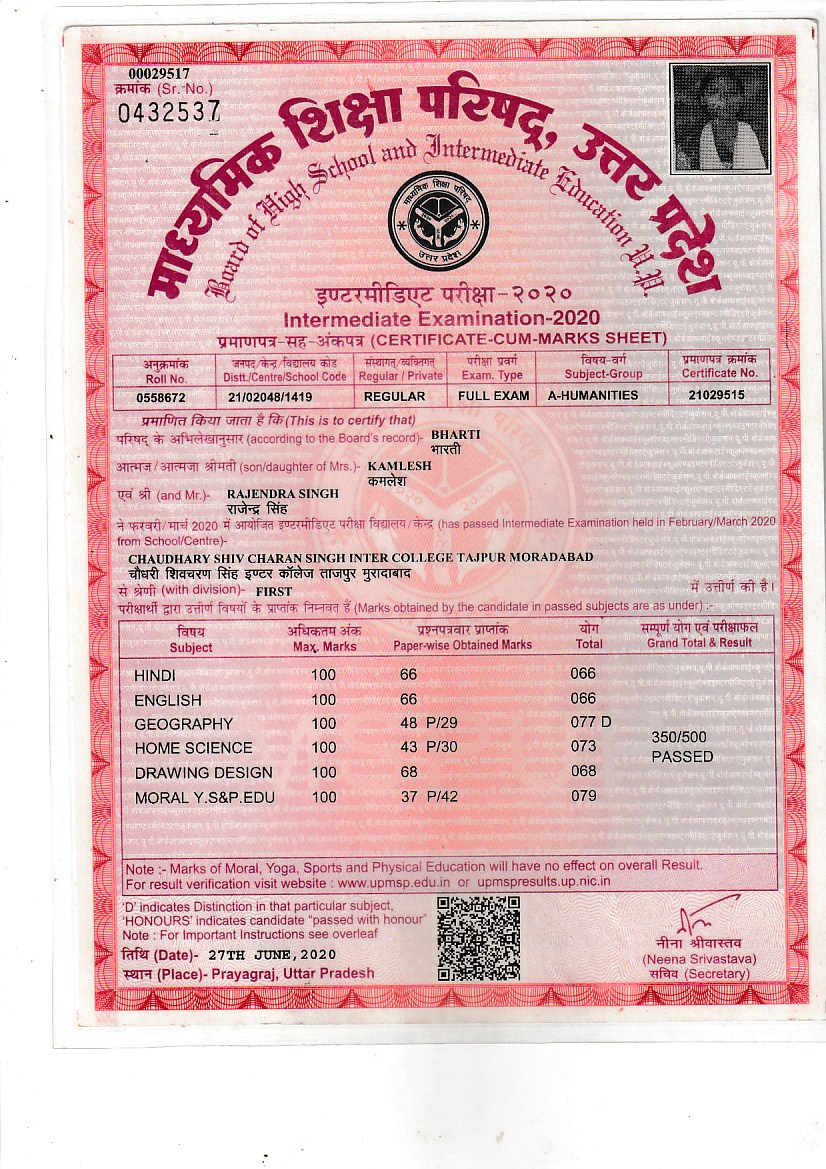 00029517
क्रमांक (Sr. No.)
0432537
माध्यमिक शिक्षा परिषद्, उत्तर प्रदेश
Board of High School and Intermediate Education U.P.
माध्यमिक शिक्षा परिषद
उत्तर प्रदेश
इण्टरमीडिएट परीक्षा-२०२०
Intermediate Examination-2020
प्रमाणपत्र-सह-अंकपत्र (CERTIFICATE-CUM-MARKS SHEET)
अनुक्रमांक जनपद/केन्द्र/विद्यालय कोड संस्थागत/व्यक्तिगत परीक्षा प्रवर्ग विषय-वर्ग प्रमाणपत्र क्रमांक
Roll No. Distt./Centre/School Code Regular / Private Exam. Type Subject-Group Certificate No.
0558672 21/02048/1419 REGULAR FULL EXAM A-HUMANITIES 21029515
प्रमाणित किया जाता है कि (This is to certify that)
परिषद् के अभिलेखानुसार (according to the Board's record)- BHARTI
भारती
आत्मज/आत्मजा श्रीमती (son/daughter of Mrs.)- KAMLESH
कमलेश
एवं श्री (and Mr.)- RAJENDRA SINGH
राजेन्द्र सिंह
ने फरवरी/मार्च 2020 में आयोजित इण्टरमीडिएट परीक्षा विद्यालय/केन्द्र (has passed Intermediate Examination held in February/March 2020
from School/Centre)-
CHAUDHARY SHIV CHARAN SINGH INTER COLLEGE TAJPUR MORADABAD
चौधरी शिवचरण सिंह इण्टर कॉलेज ताजपुर मुरादाबाद
से श्रेणी (with division)- FIRST में उत्तीर्ण की है।
परीक्षार्थी द्वारा उत्तीर्ण विषयों के प्राप्तांक निम्नवत हैं (Marks obtained by the candidate in passed subjects are as under) :-
विषय अधिकतम अंक प्रश्नपत्रवार प्राप्तांक योग सम्पूर्ण योग एवं परीक्षाफल
Subject Max. Marks Paper-wise Obtained Marks Total Grand Total & Result
HINDI 100 66 066
ENGLISH 100 66 066
GEOGRAPHY 100 48 P/29 077 D
350/500
HOME SCIENCE 100 43 P/30 073
PASSED
DRAWING DESIGN 100 68 068
MORAL Y.S&P.EDU 100 37 P/42 079
Note :- Marks of Moral, Yoga, Sports and Physical Education will have no effect on overall Result.
For result verification visit website : www.upmsp.edu.in or upmspresults.up.nic.in
'D' indicates Distinction in that particular subject,
'HONOURS' indicates candidate "passed with honour"
Note : For Important Instructions see overleaf
तिथि (Date)- 27TH JUNE,2020
स्थान (Place)- Prayagraj, Uttar Pradesh
नीना श्रीवास्तव
(Neena Srivastava)
सचिव (Secretary)